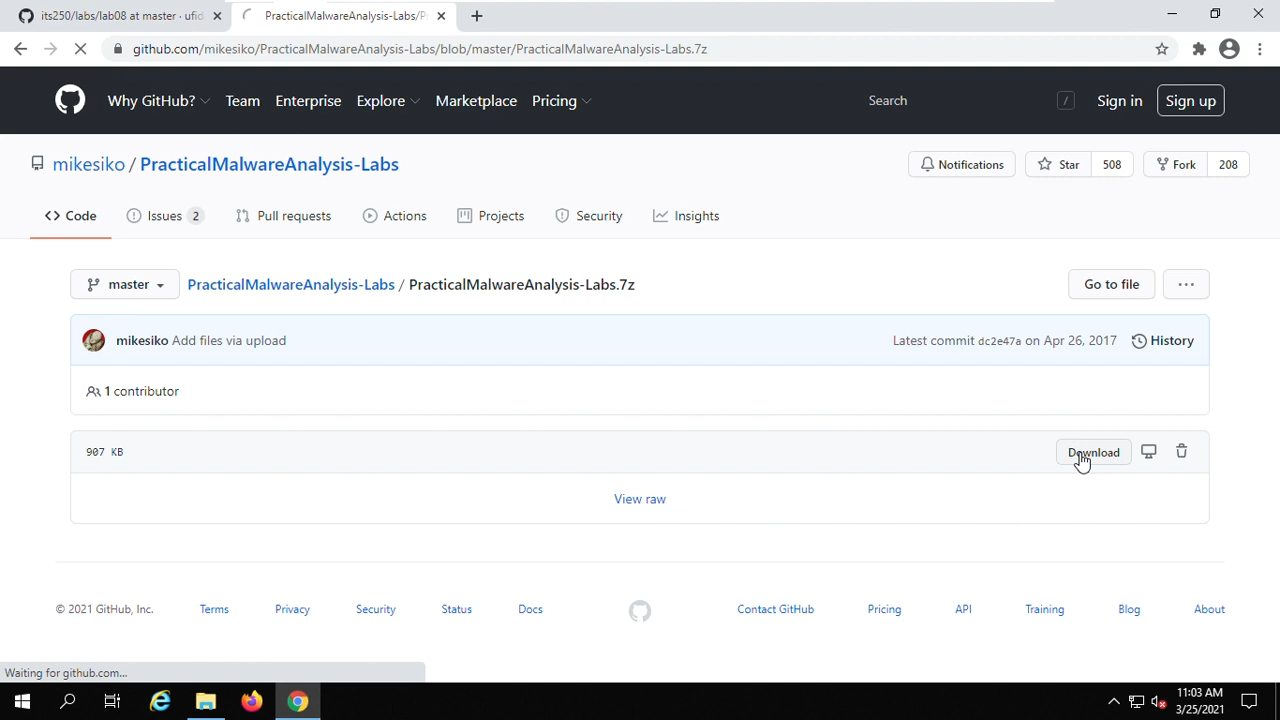 its250/labs/lab08 at master · ufid
PracticalMalwareAnalysis-Labs/Pr
github.com/mikesiko/PracticalMalwareAnalysis-Labs/blob/master/PracticalMalwareAnalysis-Labs.7z
Why GitHub? Team Enterprise Explore Marketplace Pricing Search / Sign in Sign up
mikesiko / PracticalMalwareAnalysis-Labs Notifications Star 508 Fork 208
Code Issues 2 Pull requests Actions Projects Security Insights
master PracticalMalwareAnalysis-Labs / PracticalMalwareAnalysis-Labs.7z Go to file ...
mikesiko Add files via upload Latest commit dc2e47a on Apr 26, 2017 History
1 contributor
907 KB Download
View raw
© 2021 GitHub, Inc. Terms Privacy Security Status Docs Contact GitHub Pricing API Training Blog About
Waiting for github.com...
11:03 AM
3/25/2021